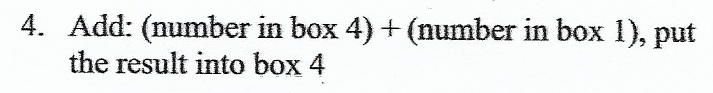 4. Add: (number in box 4) + (number in box 1), put
the result into box 4